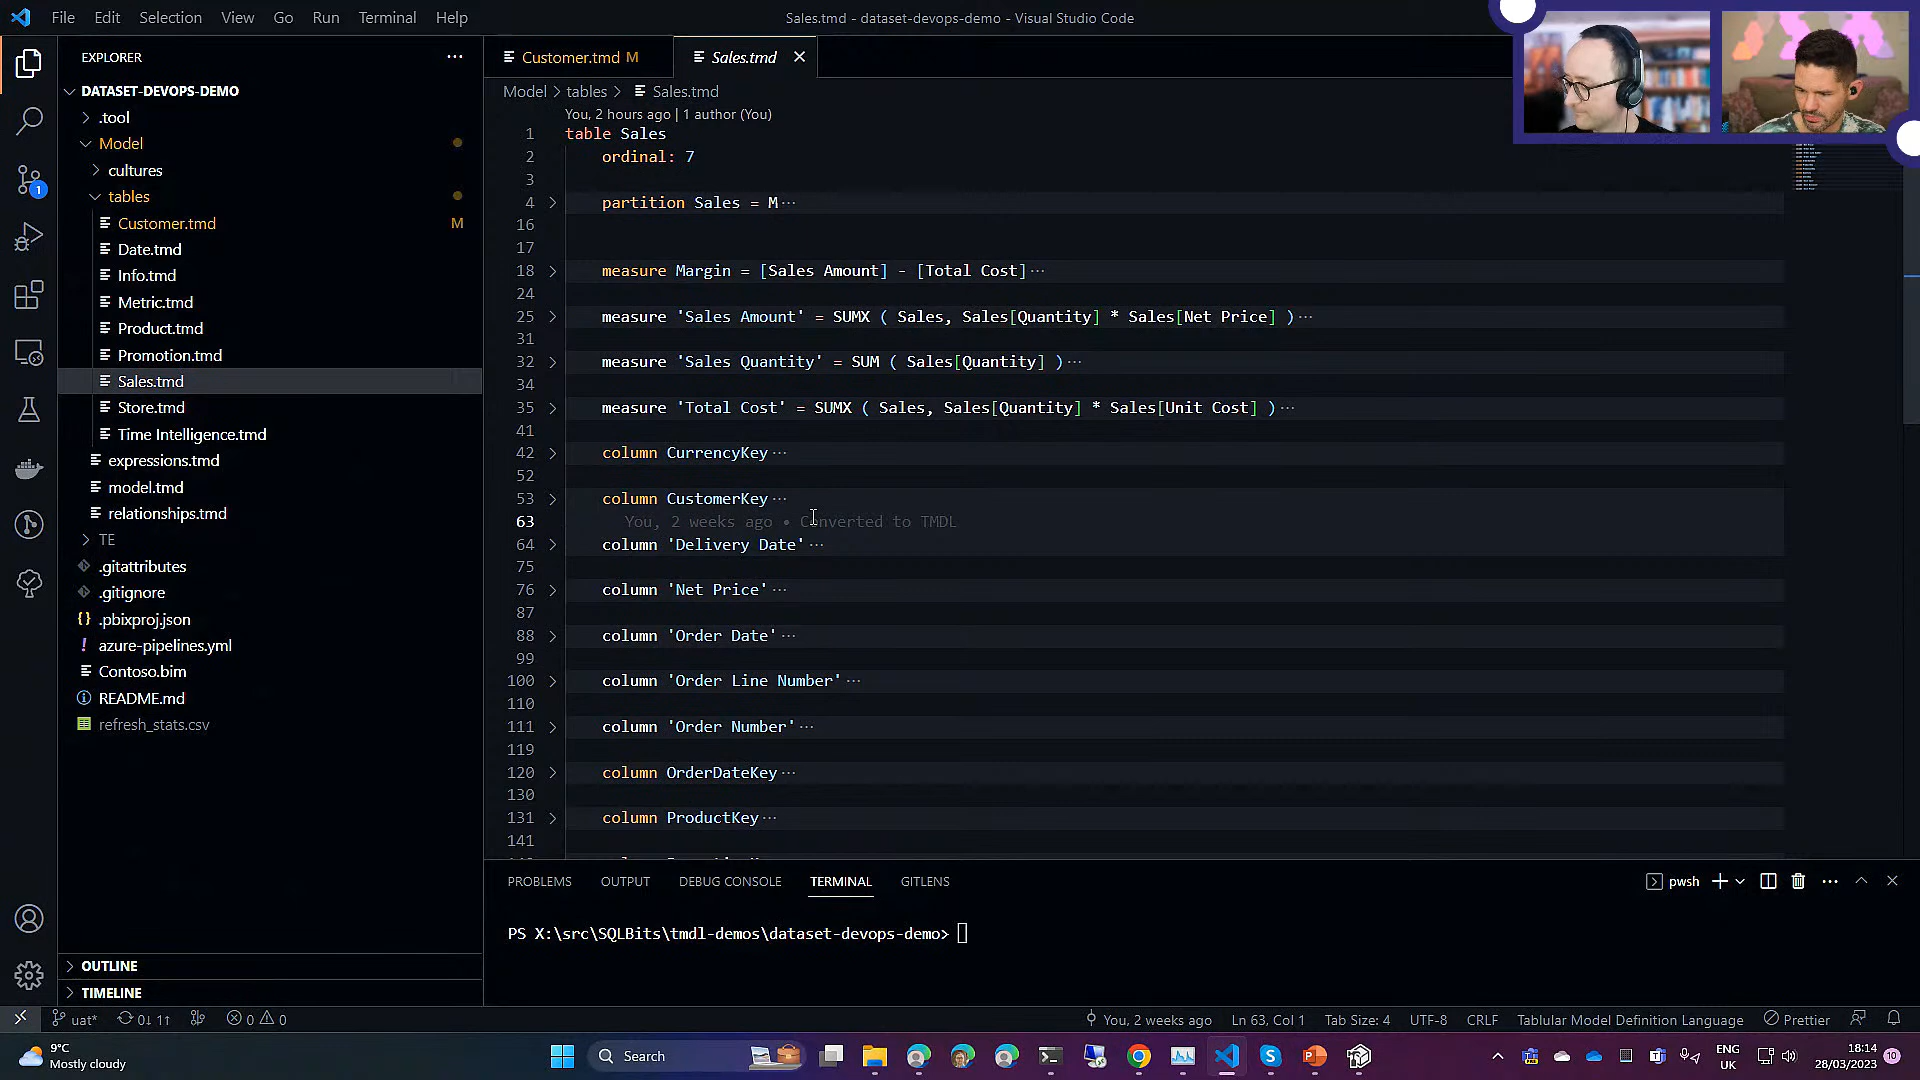 File Edit Selection View Go Run Terminal Help
Sales.tmd - dataset-devops-demo - Visual Studio Code
EXPLORER
DATASET-DEVOPS-DEMO
.tool
Model
cultures
tables
Customer.tmd M
Date.tmd
Info.tmd
Metric.tmd
Product.tmd
Promotion.tmd
Sales.tmd
Store.tmd
Time Intelligence.tmd
expressions.tmd
model.tmd
relationships.tmd
TE
.gitattributes
.gitignore
.pbixproj.json
azure-pipelines.yml
Contoso.bim
README.md
refresh_stats.csv
OUTLINE
TIMELINE
1
Customer.tmd M
Sales.tmd
Model > tables > Sales.tmd
You, 2 hours ago | 1 author (You)
1 table Sales
2 ordinal: 7
3
4 partition Sales = M···
16
17
18 measure Margin = [Sales Amount] - [Total Cost]···
24
25 measure 'Sales Amount' = SUMX ( Sales, Sales[Quantity] * Sales[Net Price] )···
31
32 measure 'Sales Quantity' = SUM ( Sales[Quantity] )···
34
35 measure 'Total Cost' = SUMX ( Sales, Sales[Quantity] * Sales[Unit Cost] )···
41
42 column CurrencyKey···
52
53 column CustomerKey···
63 You, 2 weeks ago • Converted to TMDL
64 column 'Delivery Date'···
75
76 column 'Net Price'···
87
88 column 'Order Date'···
99
100 column 'Order Line Number'···
110
111 column 'Order Number'···
119
120 column OrderDateKey···
130
131 column ProductKey···
141
PROBLEMS OUTPUT DEBUG CONSOLE TERMINAL GITLENS
pwsh
PS X:\src\SQLBits\tmdl-demos\dataset-devops-demo>
uat* 0↓ 1↑ 0 0
You, 2 weeks ago Ln 63, Col 1 Tab Size: 4 UTF-8 CRLF Tablular Model Definition Language Prettier
9°C
Mostly cloudy
Search
ENG
UK
18:14
28/03/2023
10